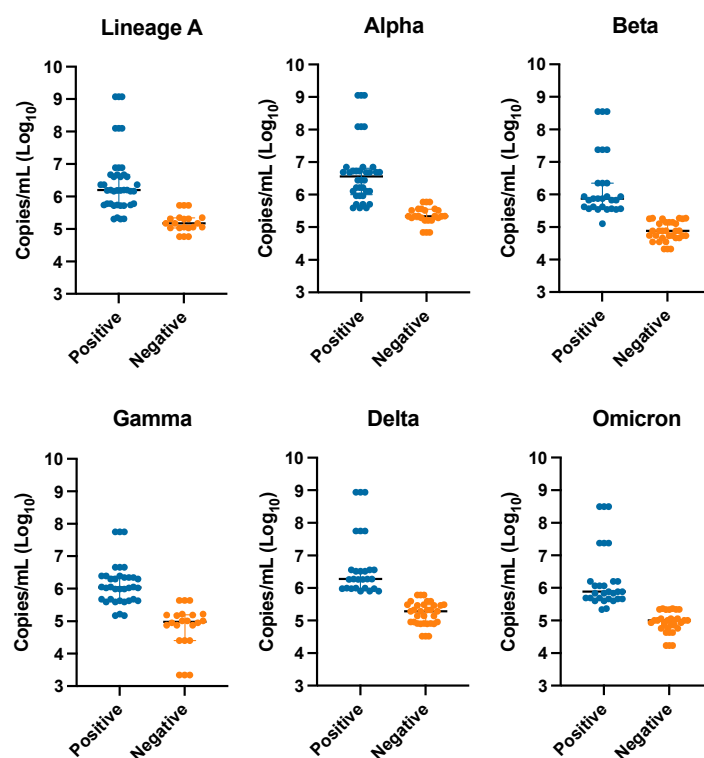 Lineage A
Copies/mL (Log10)
10
9
8
7
6
5
4
3
Positive
Negative
Alpha
Copies/mL (Log10)
10
9
8
7
6
5
4
3
Positive
Negative
Beta
Copies/mL (Log10)
10
9
8
7
6
5
4
3
Positive
Negative
Gamma
Copies/mL (Log10)
10
9
8
7
6
5
4
3
Positive
Negative
Delta
Copies/mL (Log10)
10
9
8
7
6
5
4
3
Positive
Negative
Omicron
Copies/mL (Log10)
10
9
8
7
6
5
4
3
Positive
Negative